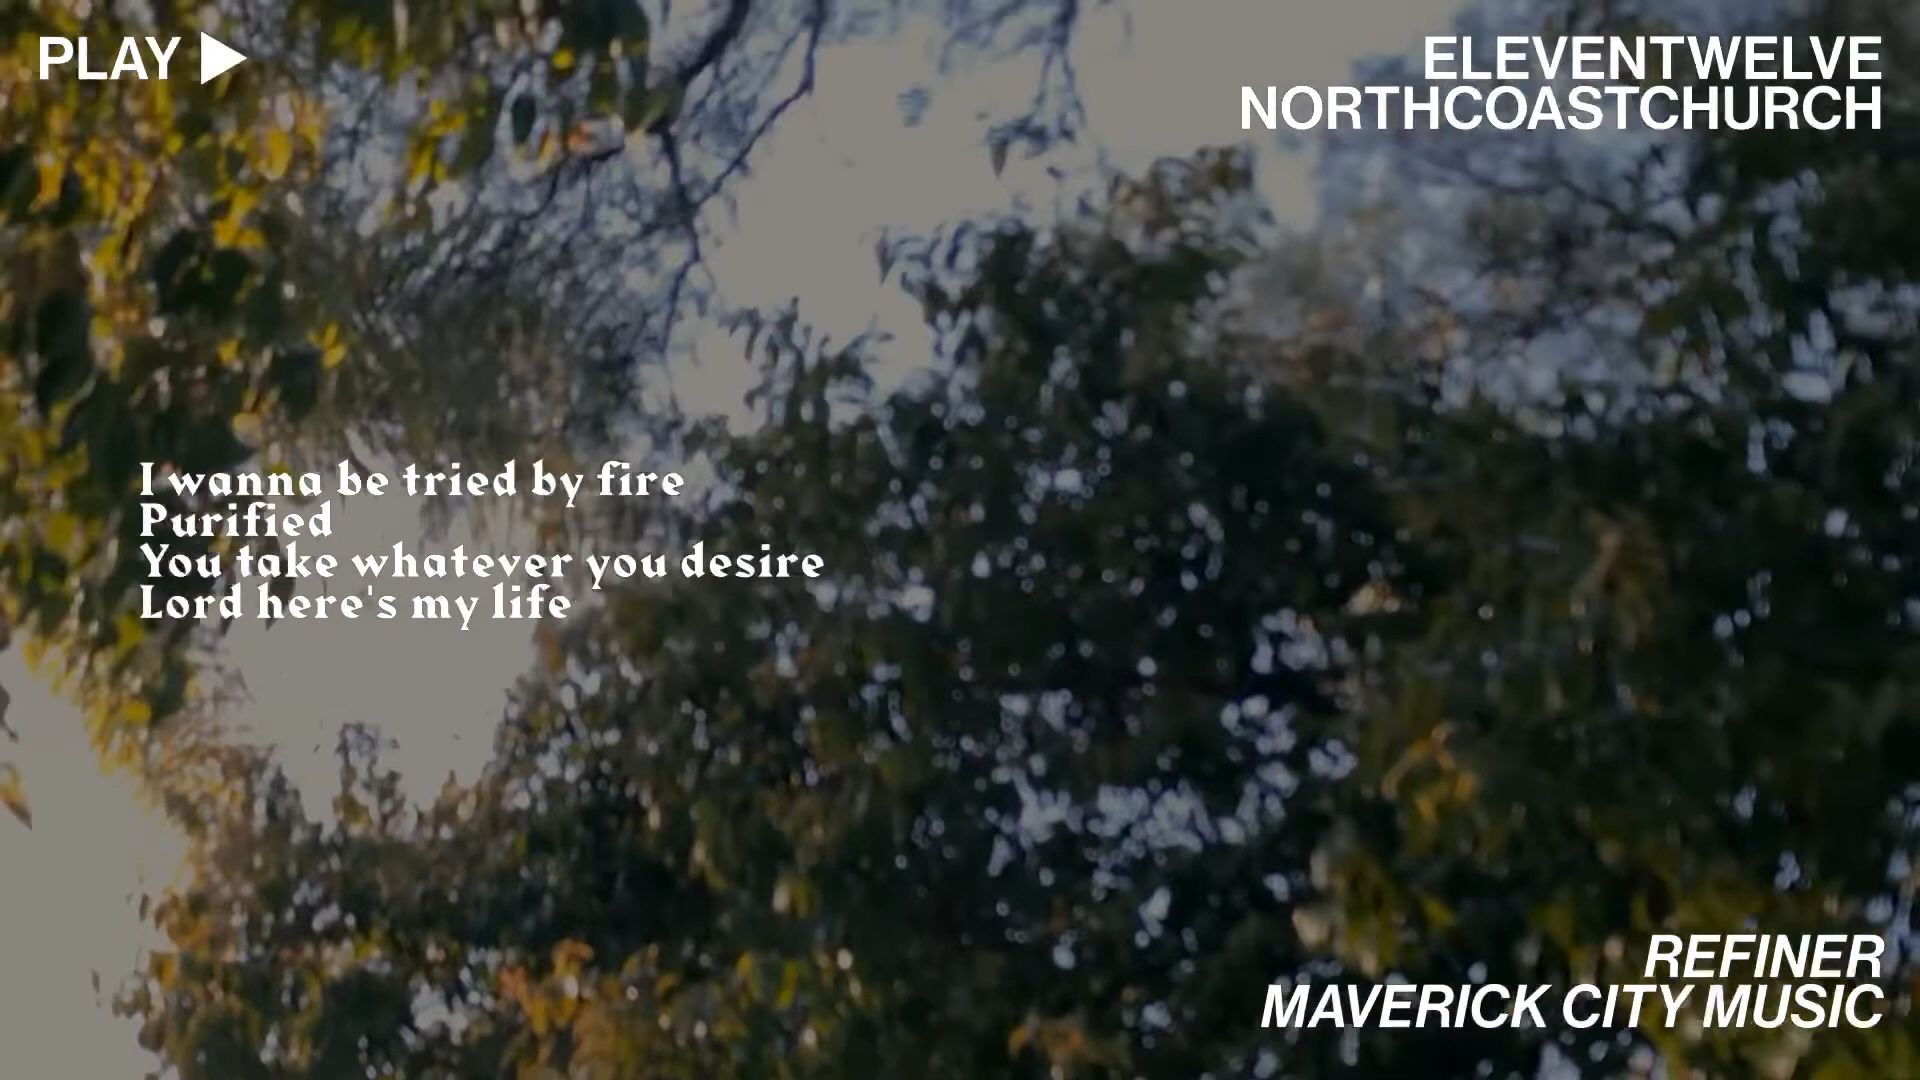 PLAY
ELEVENTWELVE
NORTHCOASTCHURCH
I wanna be tried by fire
Purified
You take whatever you desire
Lord here's my life
REFINER
MAVERICK CITY MUSIC